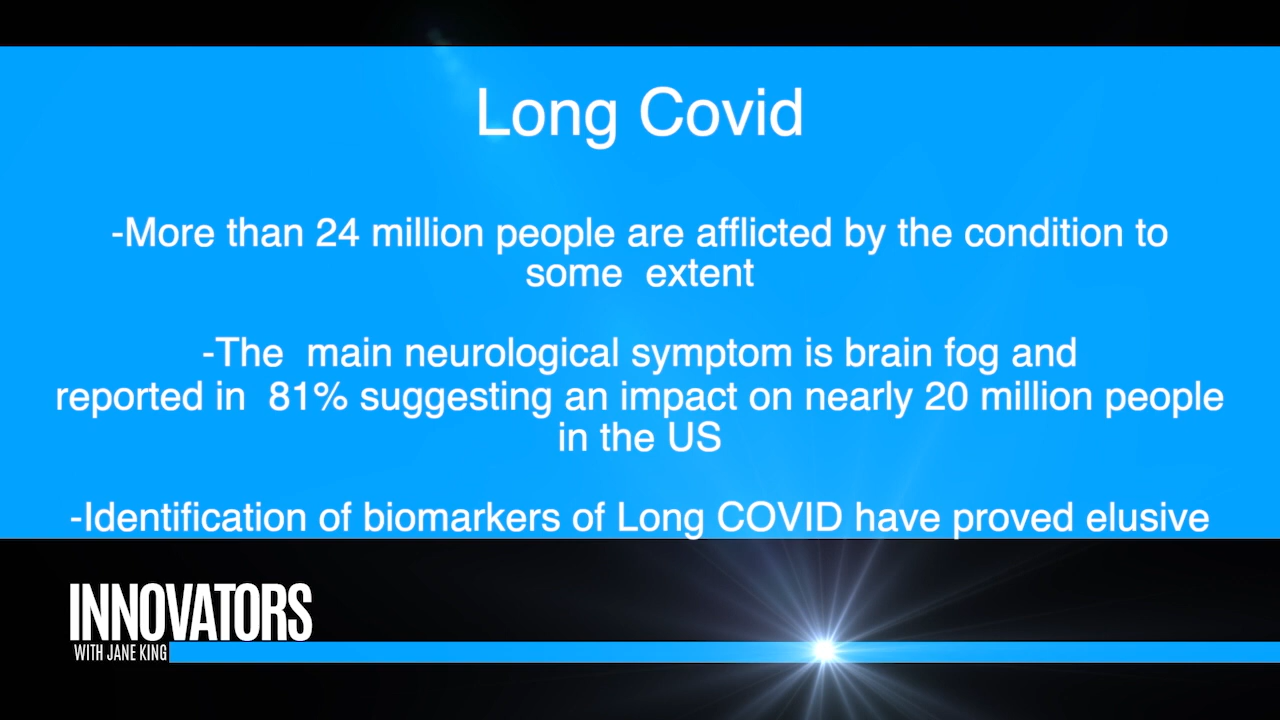 Long Covid
-More than 24 million people are afflicted by the condition to
some  extent
-The  main neurological symptom is brain fog and
reported in  81% suggesting an impact on nearly 20 million people
in the US
-Identification of biomarkers of Long COVID have proved elusive
INNOVATORS
WITH JANE KING